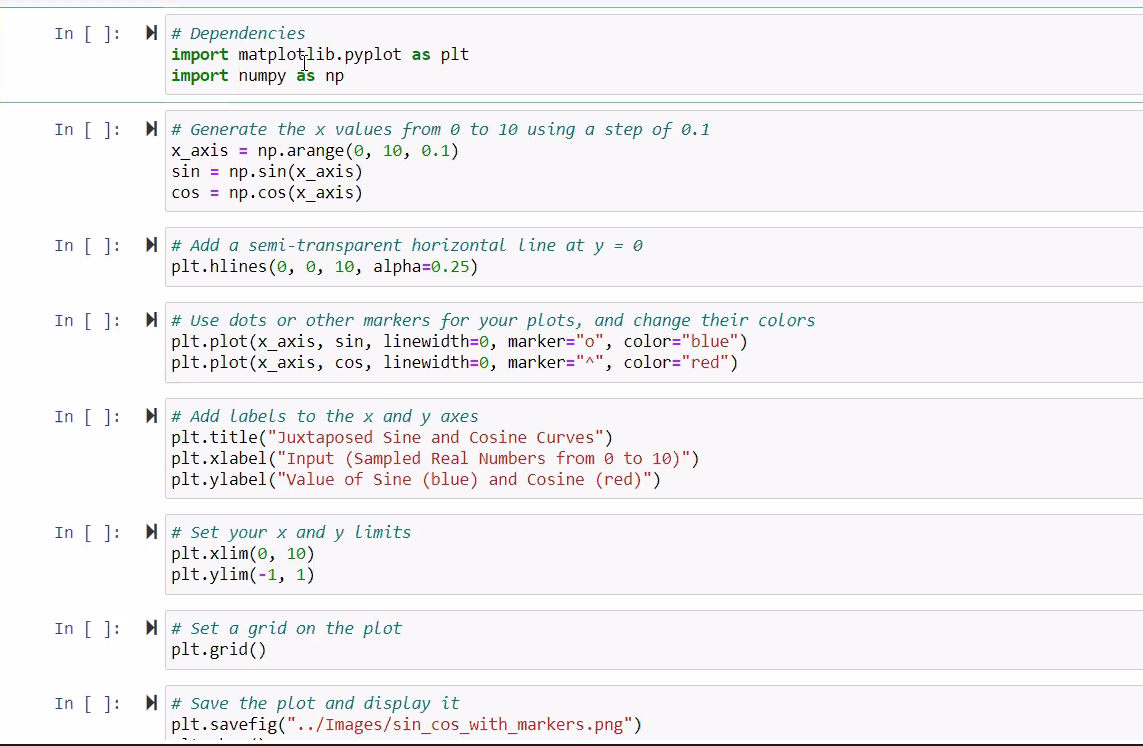 In [ ]:
# Dependencies
import matplotlib.pyplot as plt
import numpy as np
In [ ]:
# Generate the x values from 0 to 10 using a step of 0.1
x_axis = np.arange(0, 10, 0.1)
sin = np.sin(x_axis)
cos = np.cos(x_axis)
In [ ]:
# Add a semi-transparent horizontal line at y = 0
plt.hlines(0, 0, 10, alpha=0.25)
In [ ]:
# Use dots or other markers for your plots, and change their colors
plt.plot(x_axis, sin, linewidth=0, marker="o", color="blue")
plt.plot(x_axis, cos, linewidth=0, marker="^", color="red")
In [ ]:
# Add labels to the x and y axes
plt.title("Juxtaposed Sine and Cosine Curves")
plt.xlabel("Input (Sampled Real Numbers from 0 to 10)")
plt.ylabel("Value of Sine (blue) and Cosine (red)")
In [ ]:
# Set your x and y limits
plt.xlim(0, 10)
plt.ylim(-1, 1)
In [ ]:
# Set a grid on the plot
plt.grid()
In [ ]:
# Save the plot and display it
plt.savefig("../Images/sin_cos_with_markers.png")